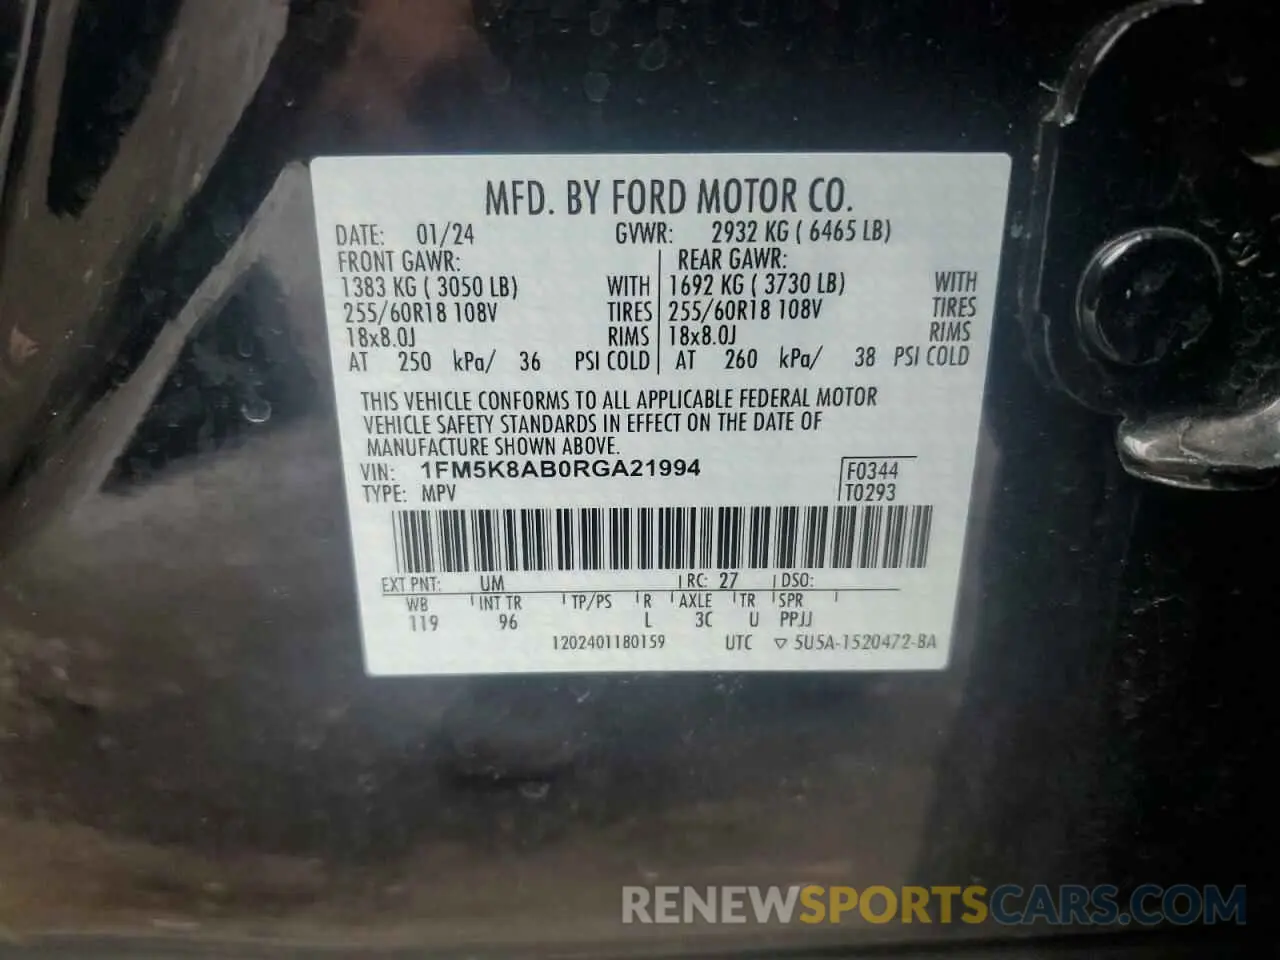 MFD. BY FORD MOTOR CO.
DATE: 01/24 GVWR: 2932 KG ( 6465 LB)
FRONT GAWR: REAR GAWR:
1383 KG ( 3050 LB) WITH 1692 KG ( 3730 LB) WITH
255/60R18 108V TIRES 255/60R18 108V TIRES
18x8.0J RIMS 18x8.0J RIMS
AT 250 kPa/ 36 PSI COLD AT 260 kPa/ 38 PSI COLD
THIS VEHICLE CONFORMS TO ALL APPLICABLE FEDERAL MOTOR
VEHICLE SAFETY STANDARDS IN EFFECT ON THE DATE OF
MANUFACTURE SHOWN ABOVE.
VIN: 1FM5K8AB0RGA21994 F0344
TYPE: MPV T0293
EXT PNT: UM RC: 27 DSO:
WB INT TR TP/PS R AXLE TR SPR
119 96 L 3C U PPJJ
1202401180159 UTC ▽ 5U5A-1520472-BA
RENEWSPORTSCARS.COM